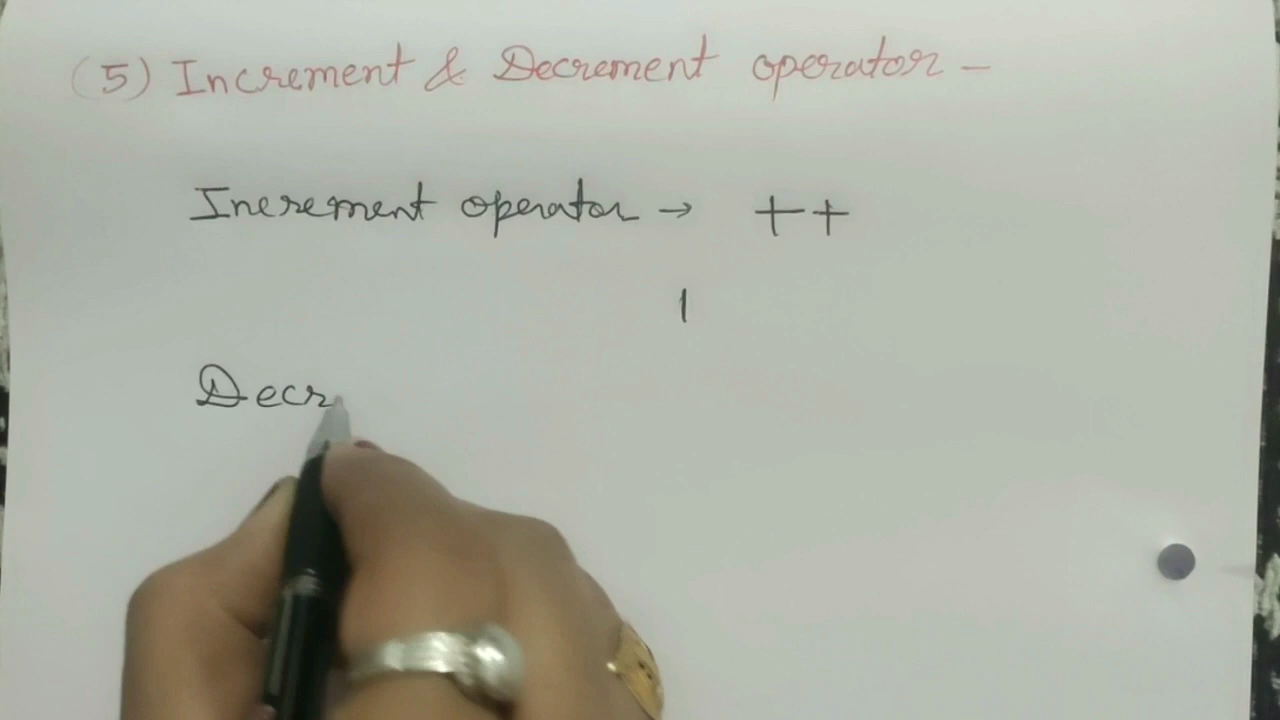 (5) Increment & Decrement operator -
Increment operator → ++
1
Decr